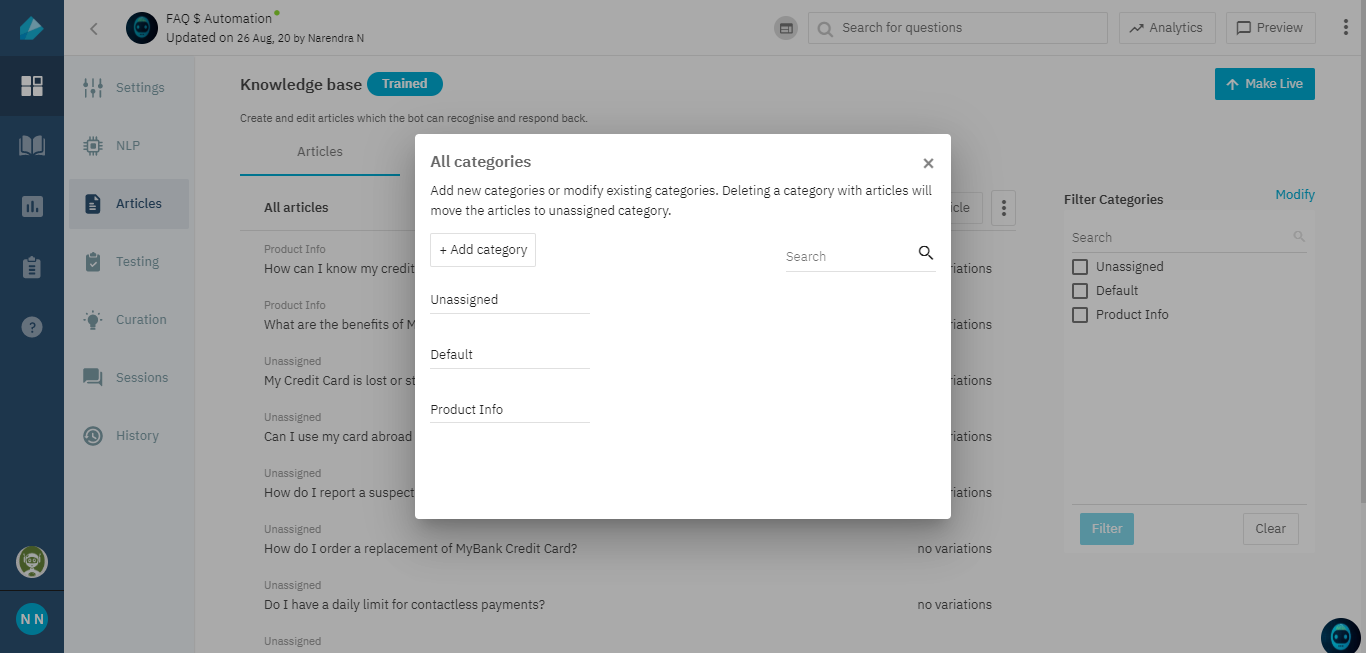 FAQ $ Automation
Updated on 26 Aug, 20 by Narendra N
Search for questions
Analytics
Preview
Settings
NLP
Articles
Testing
Curation
Sessions
History
?
N N
Knowledge base
Trained
Make Live
Create and edit articles which the bot can recognise and respond back.
Articles
All articles
icle
Product Info
How can I know my credit
iations
Product Info
What are the benefits of M
iations
Unassigned
My Credit Card is lost or st
iations
Unassigned
Can I use my card abroad
iations
Unassigned
How do I report a suspect
iations
Unassigned
How do I order a replacement of MyBank Credit Card?
no variations
Unassigned
Do I have a daily limit for contactless payments?
no variations
Unassigned
All categories
×
Add new categories or modify existing categories. Deleting a category with articles will
move the articles to unassigned category.
+ Add category
Search
Unassigned
Default
Product Info
Filter Categories
Modify
Search
Unassigned
Default
Product Info
Filter
Clear